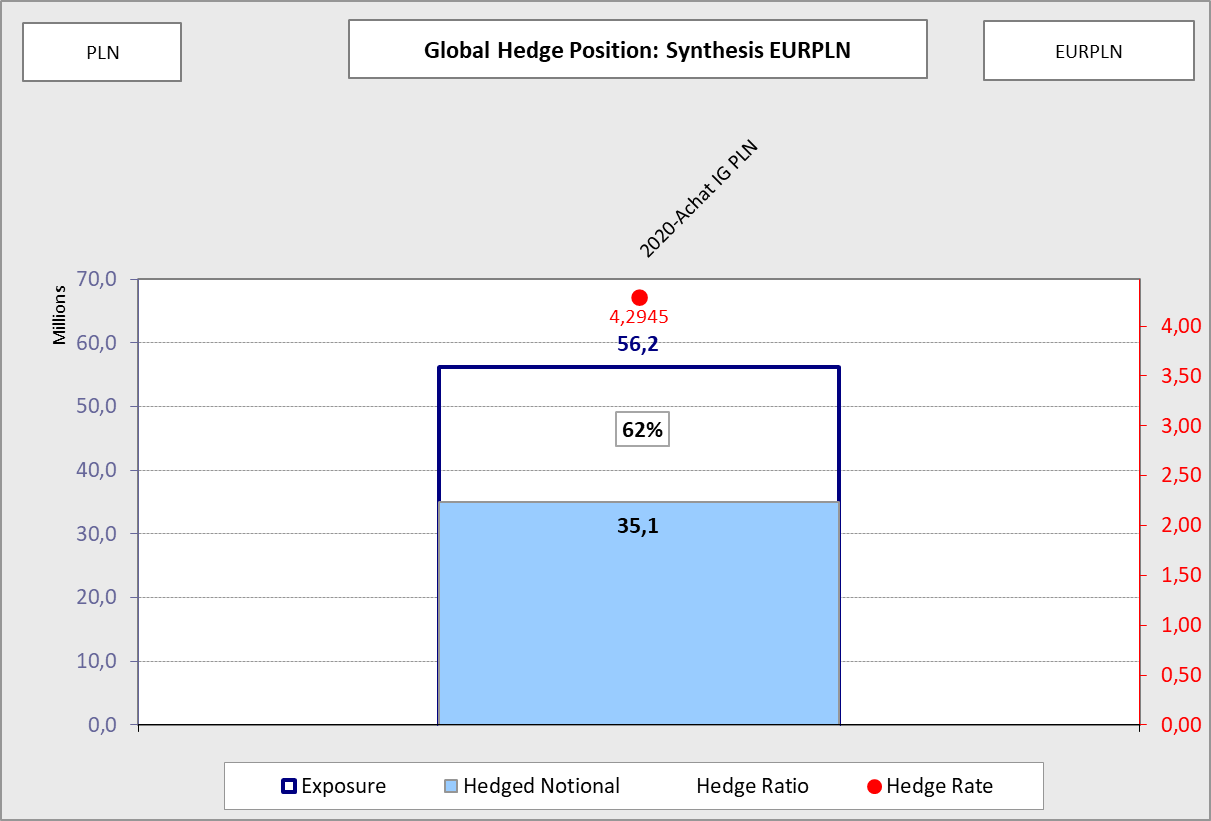 PLN
Global Hedge Position: Synthesis EURPLN
EURPLN
2020-Achat IG PLN
Millions
70,0
60,0
50,0
40,0
30,0
20,0
10,0
0,0
4,2945
56,2
62%
35,1
4,00
3,50
3,00
2,50
2,00
1,50
1,00
0,50
0,00
Exposure
Hedged Notional
Hedge Ratio
Hedge Rate